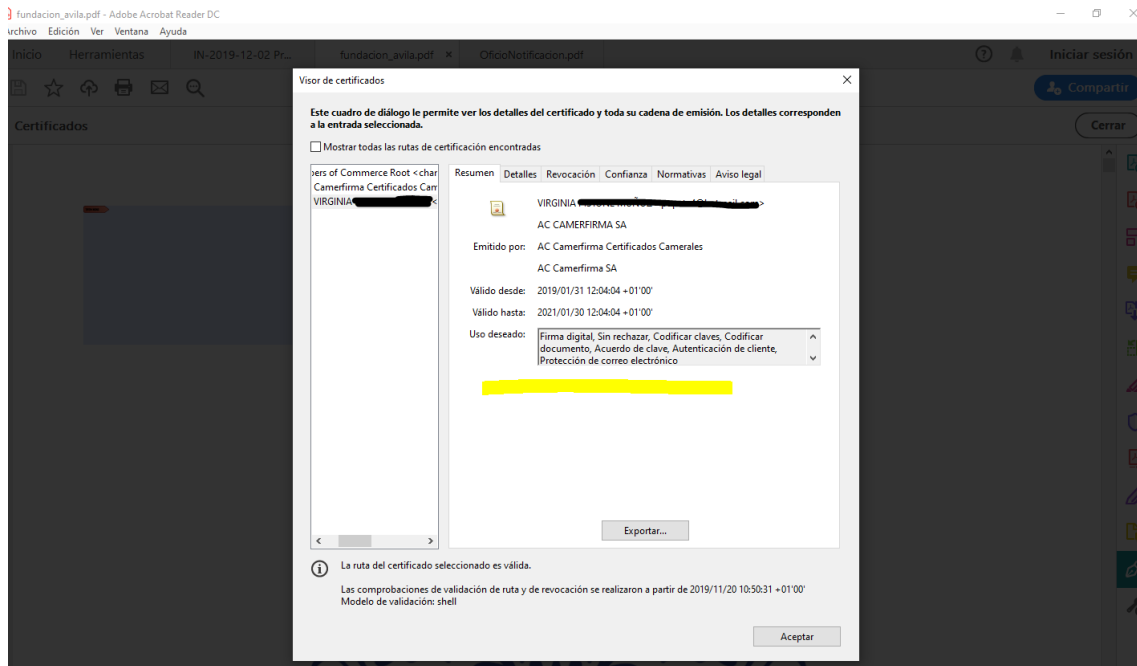 fundacion_avila.pdf - Adobe Acrobat Reader DC
Archivo Edición Ver Ventana Ayuda
Inicio Herramientas IN-2019-12-02 Pr... fundacion_avila.pdf × OficioNotificacion.pdf Iniciar sesión
Compartir
Certificados
Cerrar
Visor de certificados
Este cuadro de diálogo le permite ver los detalles del certificado y toda su cadena de emisión. Los detalles corresponden
a la entrada seleccionada.
Mostrar todas las rutas de certificación encontradas
bers of Commerce Root <char
Camerfirma Certificados Cam
VIRGINIA <
Resumen Detalles Revocación Confianza Normativas Aviso legal
VIRGINIA >
AC CAMERFIRMA SA
Emitido por: AC Camerfirma Certificados Camerales
AC Camerfirma SA
Válido desde: 2019/01/31 12:04:04 +01'00'
Válido hasta: 2021/01/30 12:04:04 +01'00'
Uso deseado: Firma digital, Sin rechazar, Codificar claves, Codificar
documento, Acuerdo de clave, Autenticación de cliente,
Protección de correo electrónico
Exportar...
La ruta del certificado seleccionado es válida.
Las comprobaciones de validación de ruta y de revocación se realizaron a partir de 2019/11/20 10:50:31 +01'00'
Modelo de validación: shell
Aceptar